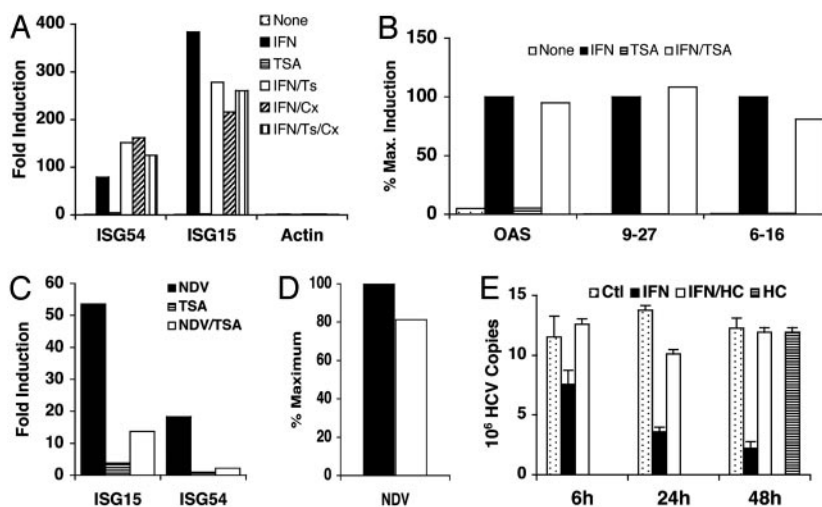 A
Fold Induction
400
300
200
100
0
None
IFN
TSA
IFN/Ts
IFN/Cx
IFN/Ts/Cx
ISG54 ISG15 Actin
B
% Max. Induction
150
100
50
0
None IFN TSA IFN/TSA
OAS 9-27 6-16
C
Fold Induction
60
50
40
30
20
10
0
NDV
TSA
NDV/TSA
ISG15 ISG54
D
% Maximum
100
80
60
40
20
0
NDV
E
10⁶ HCV Copies
15
10
5
0
Ctl IFN IFN/HC HC
6h 24h 48h